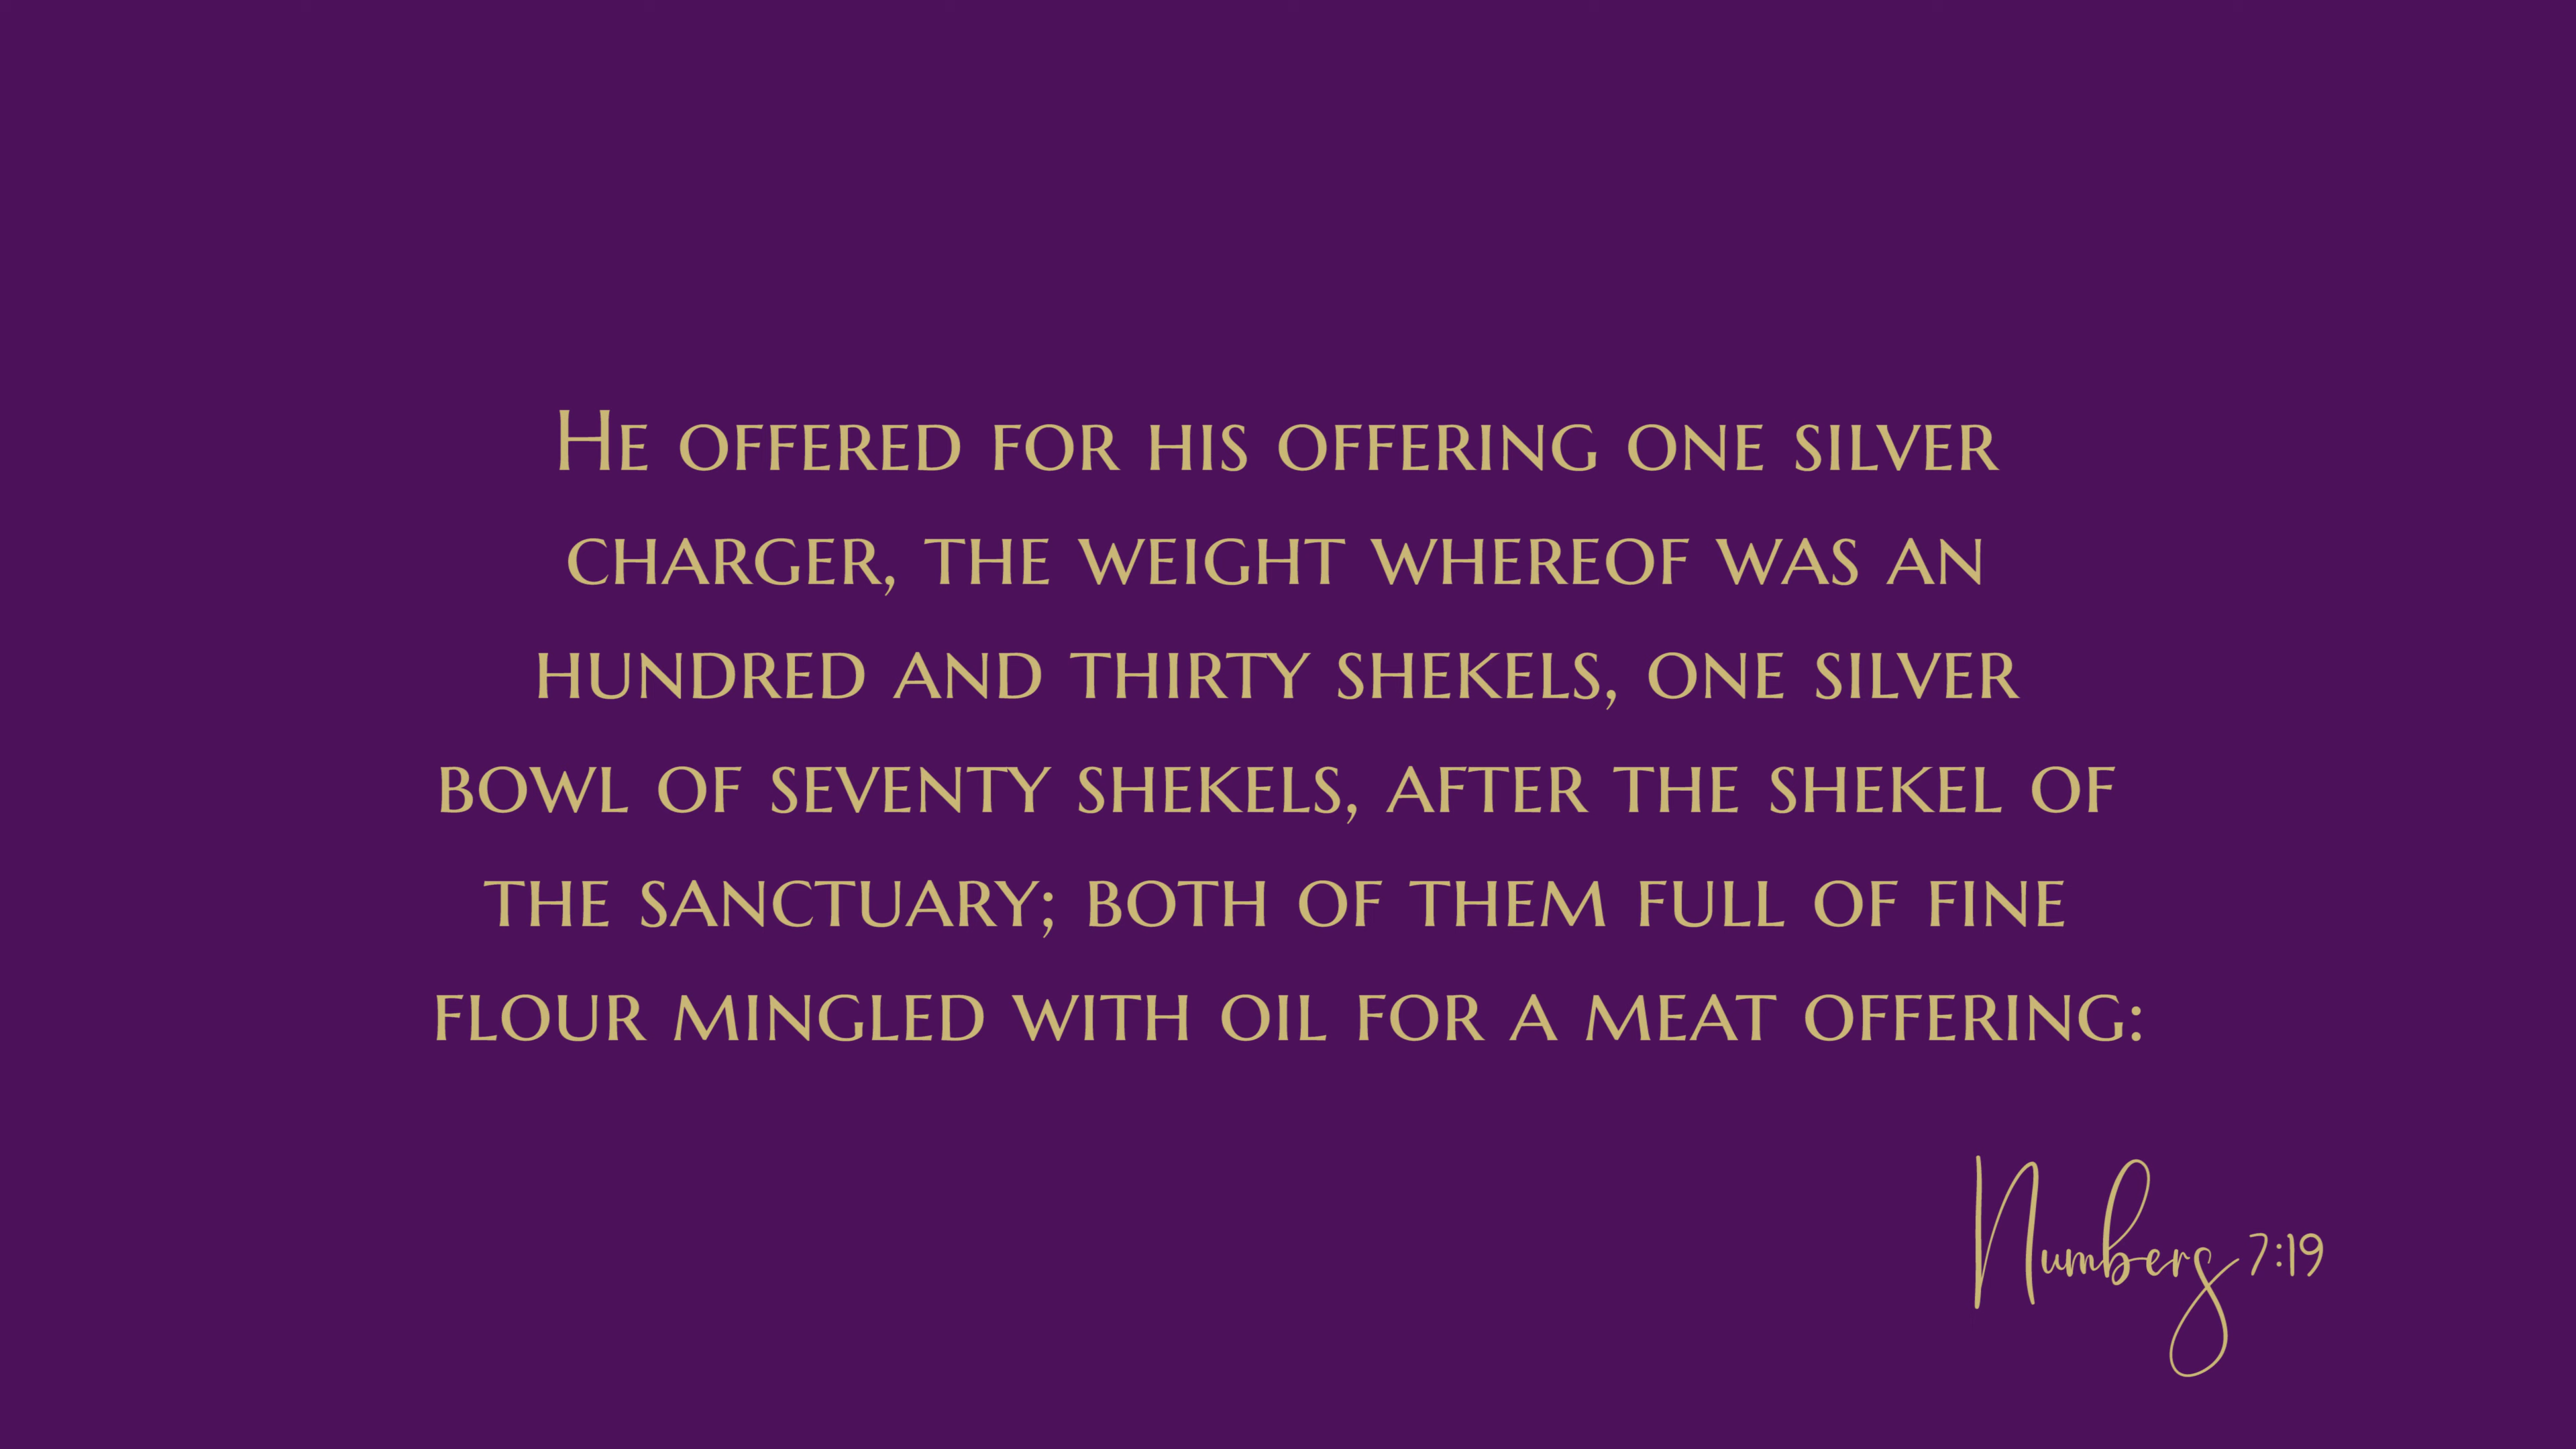 He offered for his offering one silver
charger, the weight whereof was an
hundred and thirty shekels, one silver
bowl of seventy shekels, after the shekel of
the sanctuary; both of them full of fine
flour mingled with oil for a meat offering:
Numbers 7:19